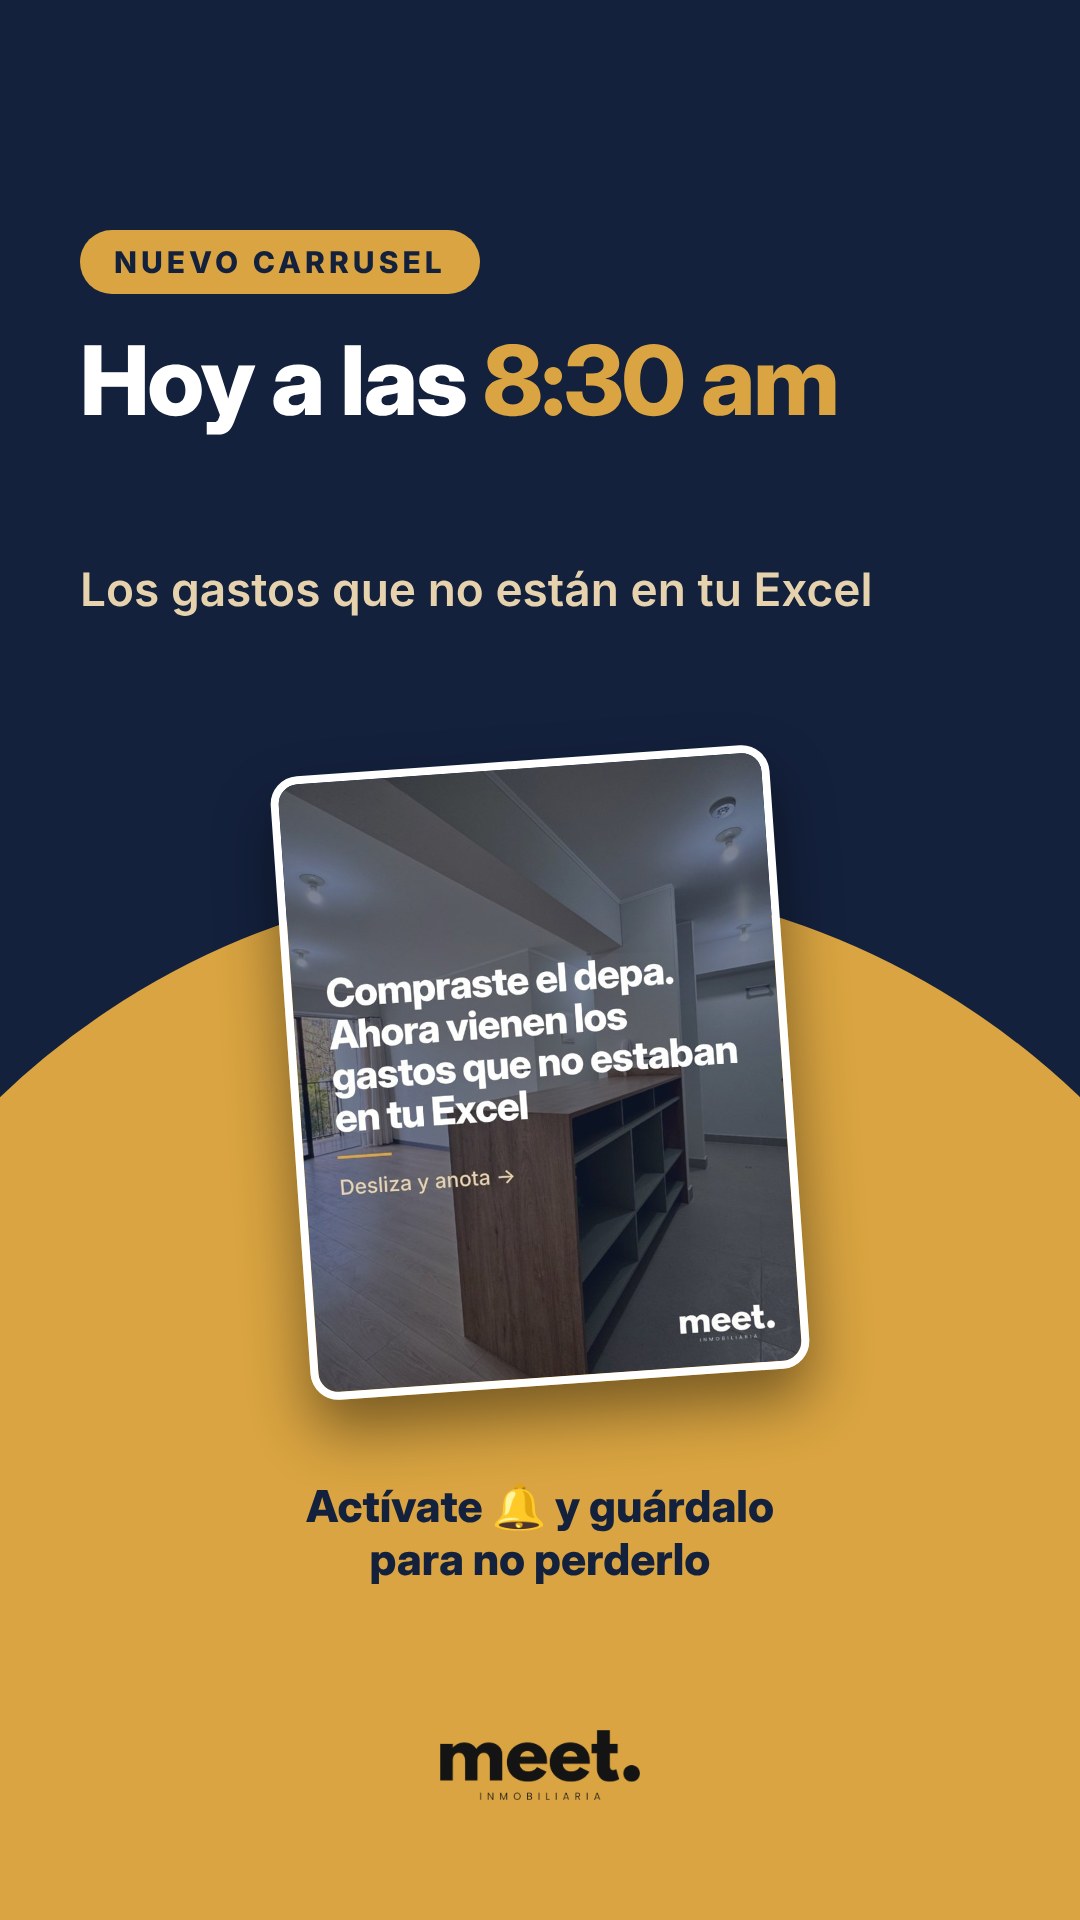 NUEVO CARRUSEL
Hoy a las 8:30 am
Los gastos que no están en tu Excel
Compraste el depa.
Ahora vienen los
gastos que no estaban
en tu Excel
Desliza y anota →
meet.
INMOBILIARIA
Actívate 🔔 y guárdalo
para no perderlo
meet.
INMOBILIARIA